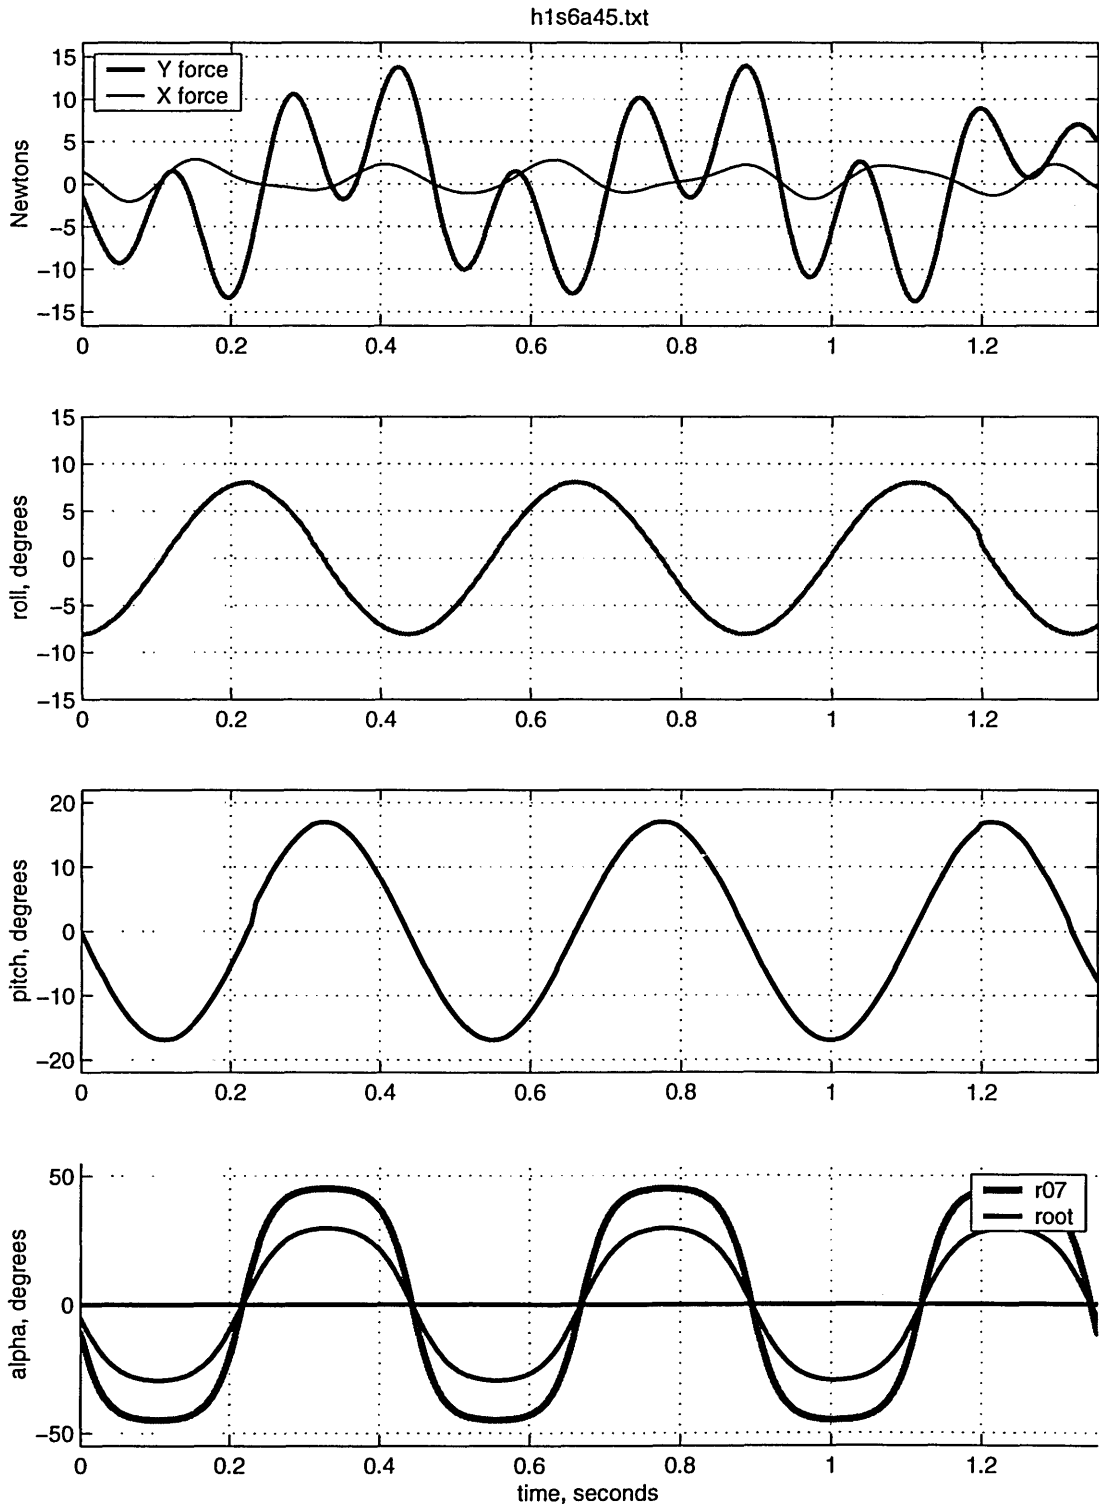 h1s6a45.txt
15
10
5
0
−5
−10
−15
Newtons
Y force
X force
0 0.2 0.4 0.6 0.8 1 1.2
15
10
5
0
−5
−10
−15
roll, degrees
0 0.2 0.4 0.6 0.8 1 1.2
20
10
0
−10
−20
pitch, degrees
0 0.2 0.4 0.6 0.8 1 1.2
50
0
−50
alpha, degrees
r07
root
0 0.2 0.4 0.6 0.8 1 1.2
time, seconds